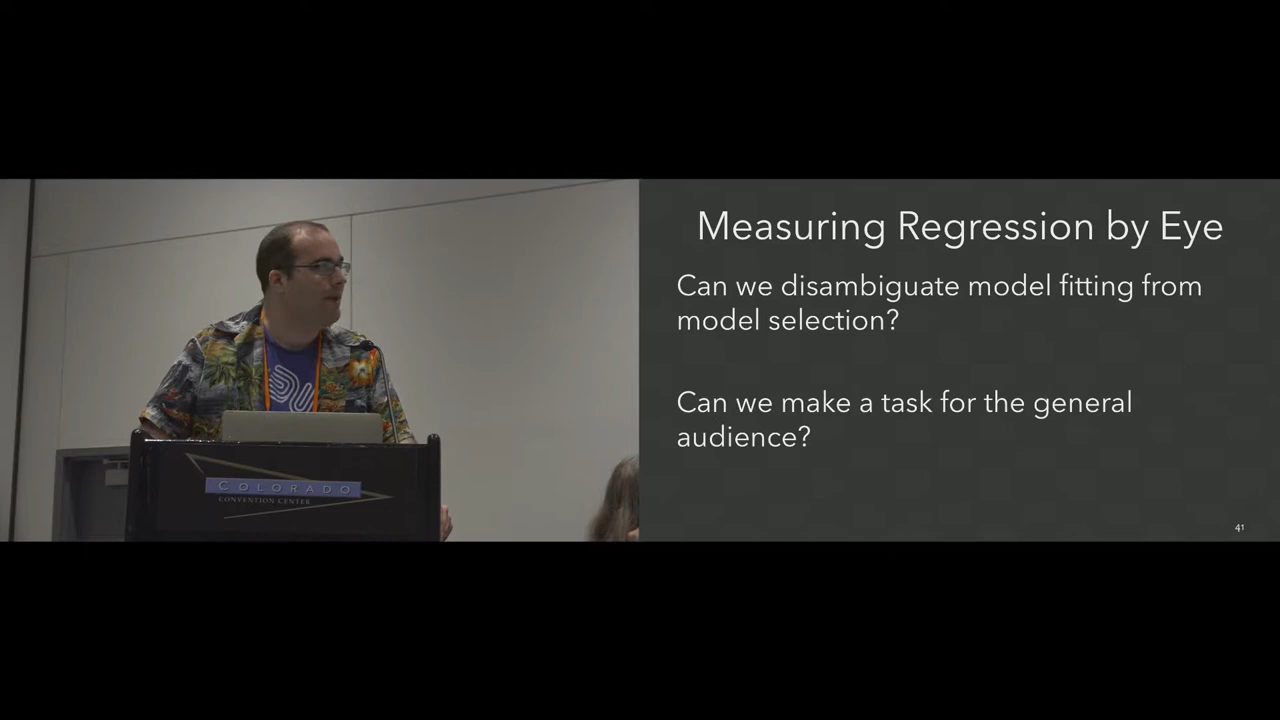 COLORADO
CONVENTION CENTER
Measuring Regression by Eye
Can we disambiguate model fitting from
model selection?
Can we make a task for the general
audience?
41